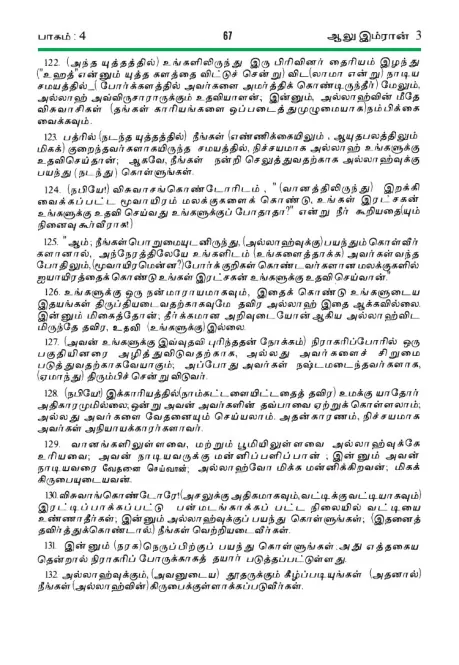 பாகம் : 4 67 ஆலு இம்ரான் 3
122. (அந்த யுத்தத்தில்) உங்களிலிருந்து இரு பிரிவினர் தைரியம் இழந்து
("உஹத்"என்னும் யுத்த களத்தை விட்டுச் சென்று) விட(லாமா என்று) நாடிய
சமயத்தில்_( போர்க்களத்தில் அவர்களை அமர்த்திக் கொண்டிருந்தீர்) மேலும்,
அல்லாஹ் அவ்விருசாராருக்கும் உதவியாளன்; இன்னும், அல்லாஹ்வின் மீதே
விசுவாசிகள் (தங்கள் காரியங்களை ஒப்படைத்துமுழுமையாக)நம்பிக்கை
வைக்கவும்.
123. பத்ரில் (நடந்த யுத்தத்தில்) நீங்கள் (எண்ணிக்கையிலும் , ஆயுதபலத்திலும்
மிகக்) குறைந்தவர்களாகயிருந்த சமயத்தில், நிச்சயமாக அல்லாஹ் உங்களுக்கு
உதவிசெய்தான்; ஆகவே, நீங்கள் நன்றி செலுத்துவதற்காக அல்லாஹ்வுக்கு
பயந்து (நடந்து) கொள்ளுங்கள்.
124. (நபியே!) விசுவாசங்கொண்டோரிடம் , "(வானத்திலிருந்து) இறக்கி
வைக்கப்பட்ட மூவாயிரம் மலக்குகளைக் கொண்டு, உங்கள் இரட்சகன்
உங்களுக்கு உதவி செய்வது உங்களுக்குப் போதாதா?" என்று நீர் கூறியதையும்
நினைவு கூர்வீராக!)
125. "ஆம்; நீங்கள்பொறுமையுடனிருந்து, (அல்லாஹ்வுக்கு)பயந்தும் கொள்வீர்
களானால், அந்நேரத்திலேயே உங்களிடம் (உங்களைத்தாக்க) அவர்கள்வந்த
போதிலும்,(மூவாயிரமென்ன?)போர்க்குறிகள் கொண்டவர்களான மலக்குகளில்
ஐயாயிரத்தைக் கொண்டு உங்கள் இரட்சகன் உங்களுக்கு உதவி செய்வான்."
126. உங்களுக்கு ஒரு நன்மாராயமாகவும், இதைக் கொண்டு உங்களுடைய
இதயங்கள் திருப்தியடைவதற்காகவுமே தவிர அல்லாஹ் இதை ஆக்கவில்லை.
இன்னும் மிகைத்தோன்; தீர்க்கமான அறிவுடையோன் ஆகிய அல்லாஹ்விட
மிருந்தே தவிர, உதவி (உங்களுக்கு)இல்லை.
127. (அவன் உங்களுக்கு இவ்வுதவி புரிந்ததன் நோக்கம்) நிராகரிப்போரில் ஒரு
பகுதியினரை அழித்துவிடுவதற்காக, அல்லது அவர்களைச் சிறுமை
படுத்துவதற்காகவேயாகும்; அப்போது அவர்கள் நஷ்டமடைந்தவர்களாக,
(ஏமாந்து) திரும்பிச் சென்று விடுவர்.
128. (நபியே!) இக்காரியத்தில்(நாம்கட்டளையிட்டதைத் தவிர) உமக்கு யாதோர்
அதிகாரமுமில்லை; ஒன்று அவன் அவர்களின் தவ்பாவை ஏற்றுக் கொள்ளலாம்;
அல்லது அவர்களை வேதனையும் செய்யலாம். அதன்காரணம், நிச்சயமாக
அவர்கள் அநியாயக்காரர்களாவர்.
129. வானங்களிலுள்ளவை, மற்றும் பூமியிலுள்ளவை அல்லாஹ்வுக்கே
உரியவை; அவன் நாடியவருக்கு மன்னிப்பளிப்பான் ; இன்னும் அவன்
நாடியவரை வேதனை செய்வான்; அல்லாஹ்வோ மிக்க மன்னிக்கிறவன்; மிகக்
கிருபையுடையவன்.
130. விசுவாங்கொண்டோரே! (அசலுக்கு அதிகமாகவும்,வட்டிக்கு வட்டியாகவும்)
இரட்டிப்பாக்கப்பட்டு பன்மடங்காக்கப் பட்ட நிலையில் வட்டியை
உண்ணாதீர்கள்; இன்னும் அல்லாஹ்வுக்குப் பயந்து கொள்ளுங்கள்; (இதனைத்
தவிர்த்துக்கொண்டால்) நீங்கள் வெற்றியடைவீர்கள்.
131. இன்னும் (நரக)நெருப்பிற்குப் பயந்து கொள்ளுங்கள். அது எத்தகைய
தென்றால் நிராகரிப் போருக்காகத் தயார் படுத்தப்பட்டுள்ளது.
132. அல்லாஹ்வுக்கும், (அவனுடைய) தூதருக்கும் கீழ்ப்படியுங்கள் (அதனால்)
நீங்கள் (அல்லாஹ்வின்) கிருபைக்குள்ளாக்கப்படுவீர்கள்.